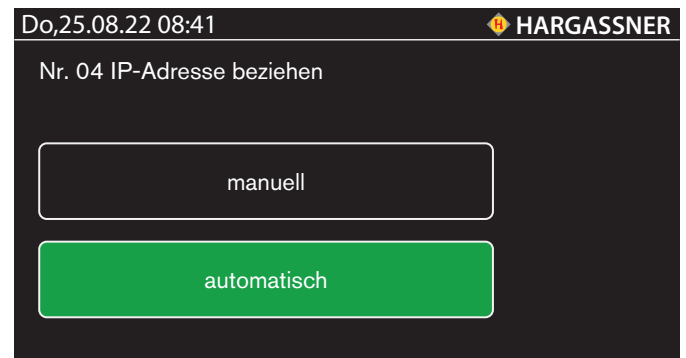 Do,25.08.22 08:41 HARGASSNER
Nr. 04 IP-Adresse beziehen
manuell
automatisch